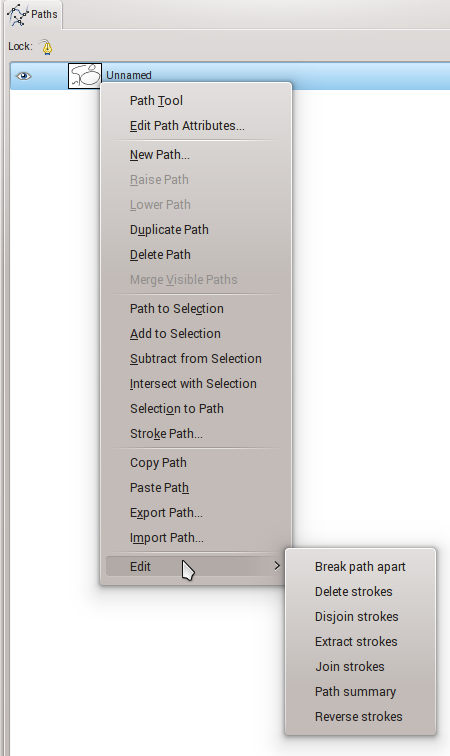 Paths
Lock:
Unnamed
Path Tool
Edit Path Attributes...
New Path...
Raise Path
Lower Path
Duplicate Path
Delete Path
Merge Visible Paths
Path to Selection
Add to Selection
Subtract from Selection
Intersect with Selection
Selection to Path
Stroke Path...
Copy Path
Paste Path
Export Path...
Import Path...
Edit
Break path apart
Delete strokes
Disjoin strokes
Extract strokes
Join strokes
Path summary
Reverse strokes